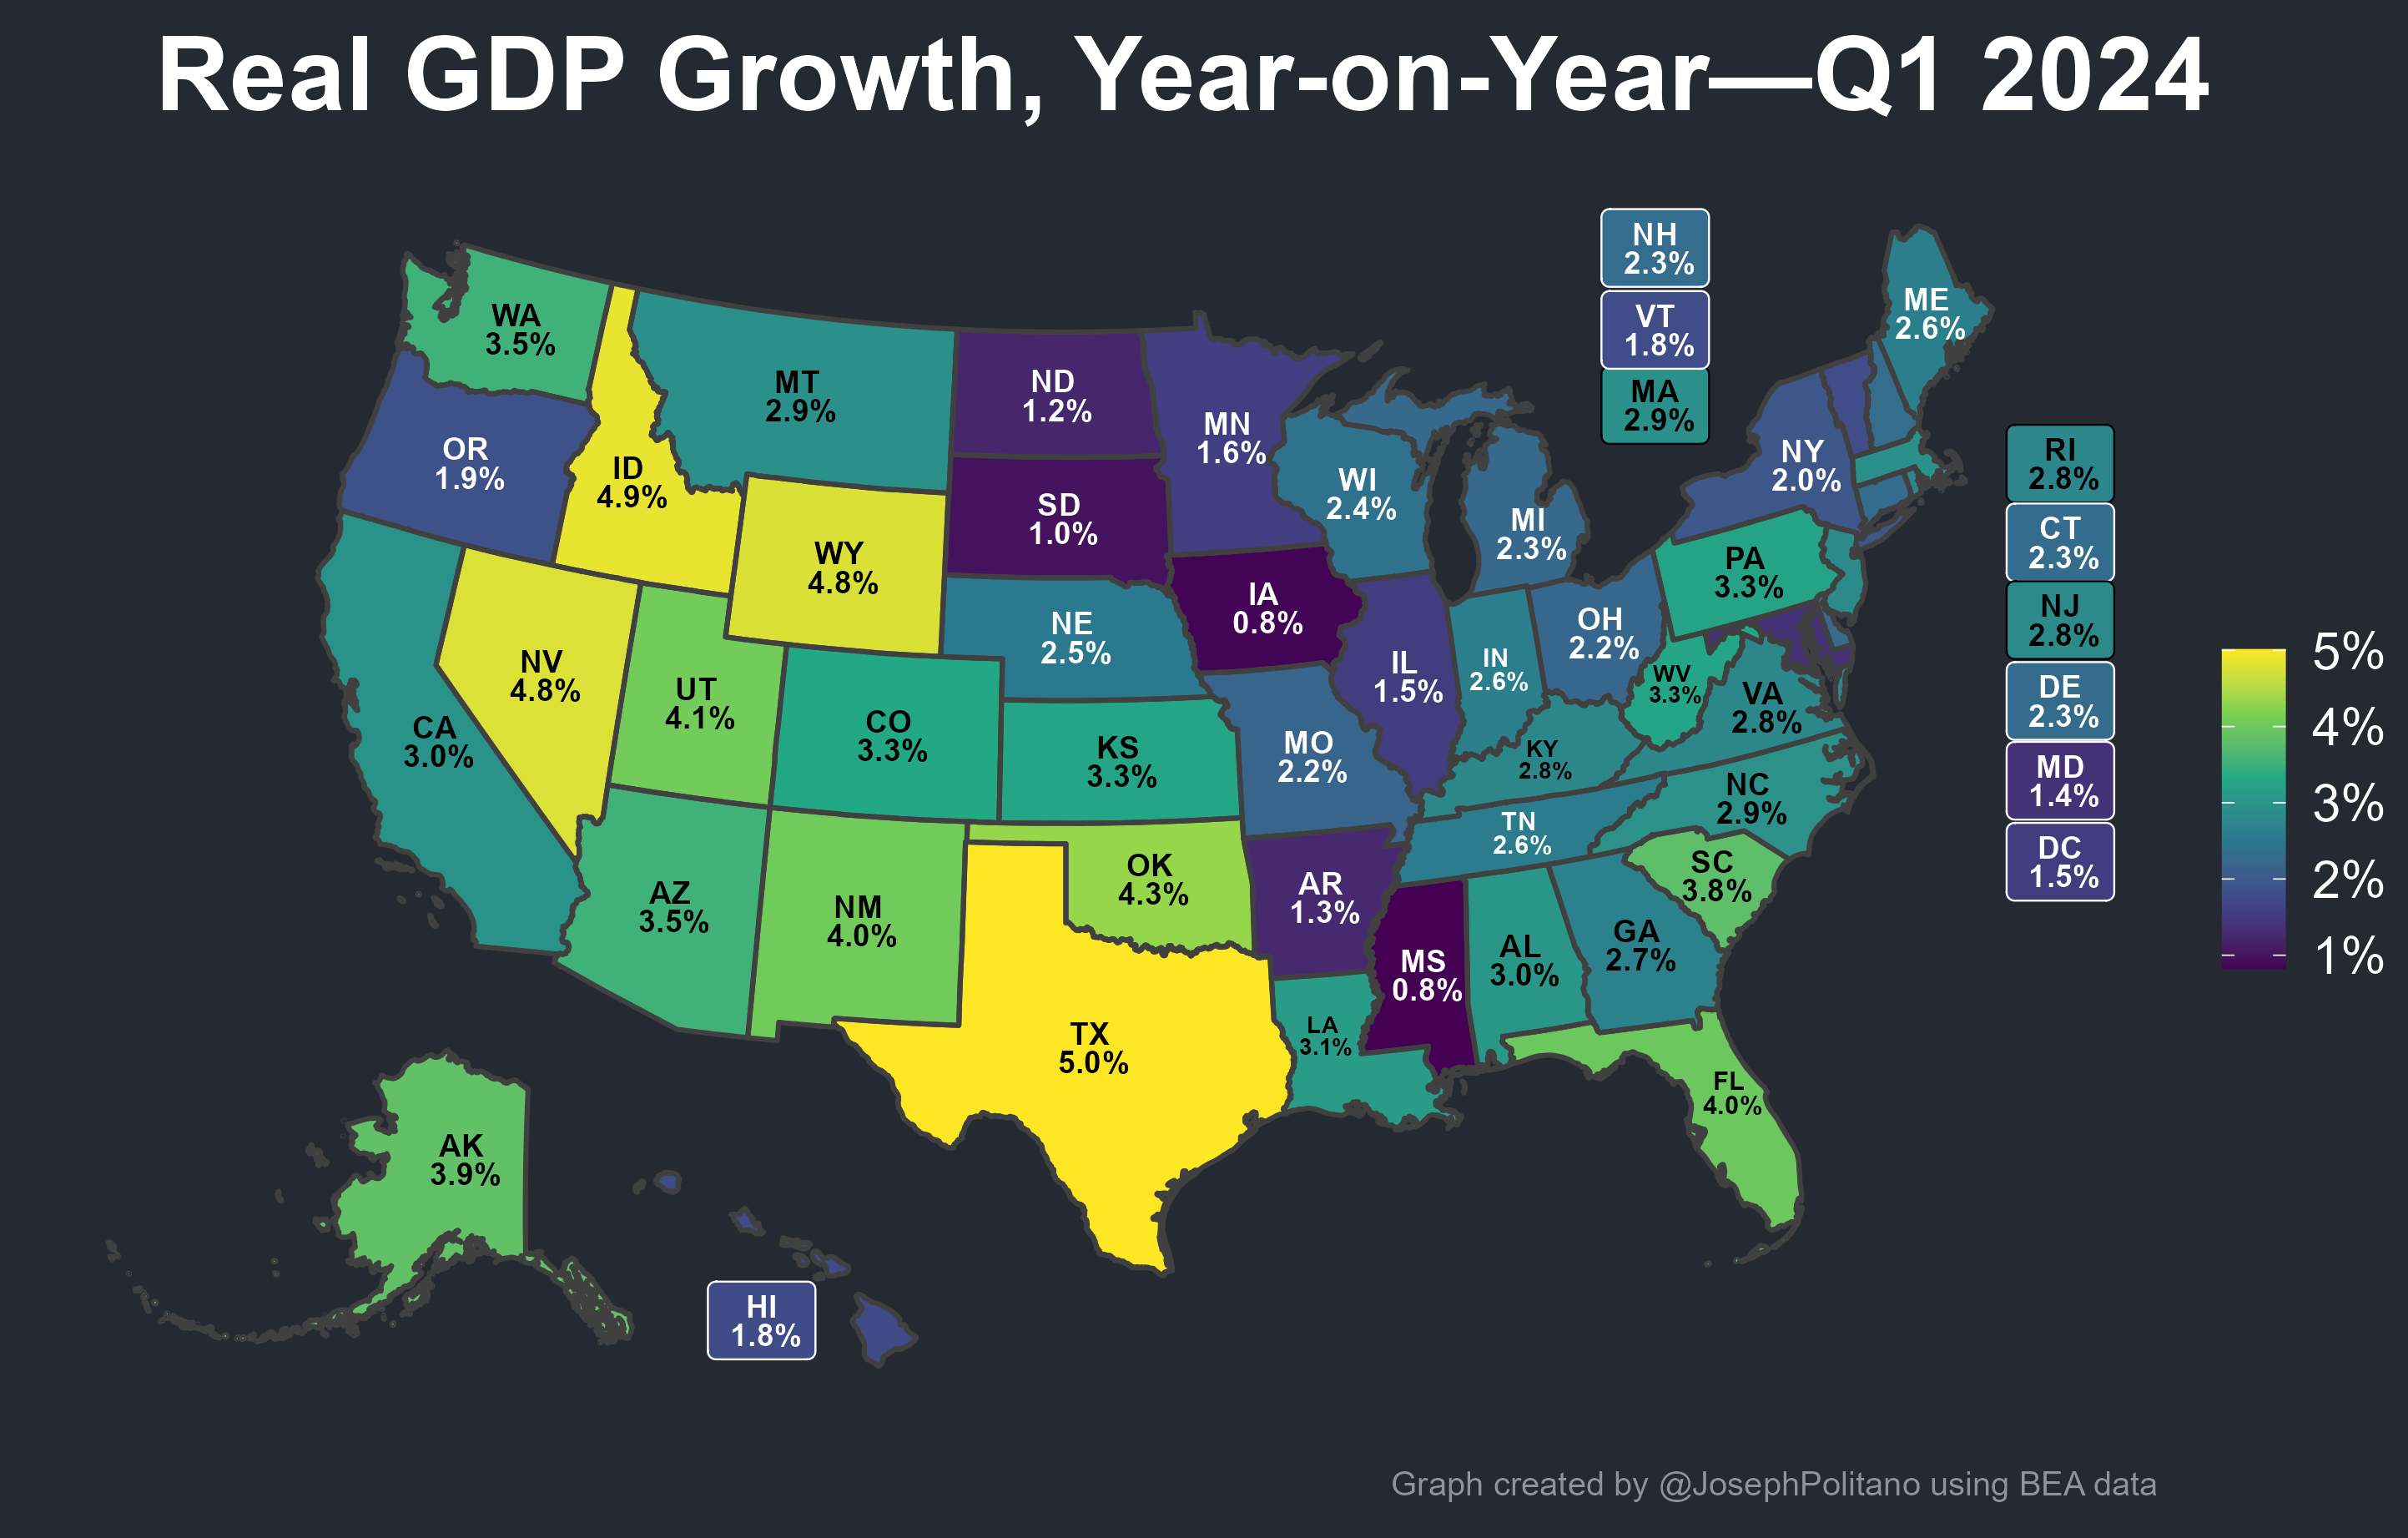 Real GDP Growth, Year-on-Year—Q1 2024
NH
2.3%
VT
1.8%
MA
2.9%
ME
2.6%
WA
3.5%
MT
2.9%
ND
1.2%
MN
1.6%
OR
1.9%
ID
4.9%
WY
4.8%
SD
1.0%
WI
2.4%
MI
2.3%
NY
2.0%
RI
2.8%
CT
2.3%
NJ
2.8%
DE
2.3%
MD
1.4%
DC
1.5%
PA
3.3%
IA
0.8%
NE
2.5%
OH
2.2%
IL
1.5%
IN
2.6%
WV
3.3%
VA
2.8%
NV
4.8%
UT
4.1%
CO
3.3%
KS
3.3%
MO
2.2%
KY
2.8%
CA
3.0%
NC
2.9%
TN
2.6%
SC
3.8%
AZ
3.5%
NM
4.0%
OK
4.3%
AR
1.3%
MS
0.8%
AL
3.0%
GA
2.7%
TX
5.0%
LA
3.1%
FL
4.0%
AK
3.9%
HI
1.8%
5%
4%
3%
2%
1%
Graph created by @JosephPolitano using BEA data